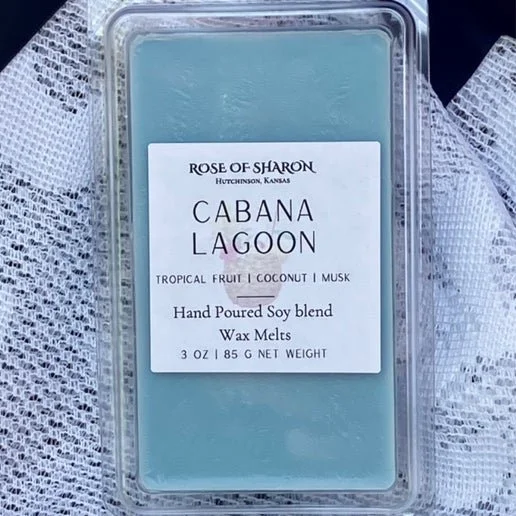 ROSE OF SHARON
HUTCHINSON, KANSAS
CABANA
LAGOON
TROPICAL FRUIT | COCONUT | MUSK
Hand Poured Soy blend
Wax Melts
3 OZ | 85 G NET WEIGHT